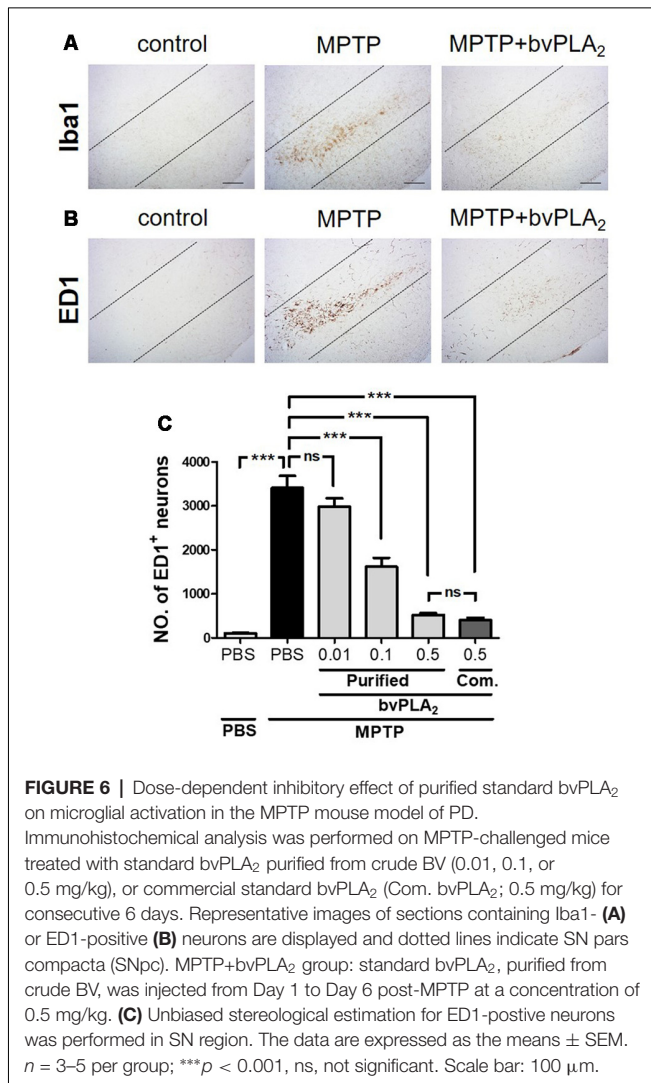 A
control MPTP MPTP+bvPLA₂
Iba1
B
control MPTP MPTP+bvPLA₂
ED1
C
***
***
*** ***
ns
ns
NO. of ED1⁺ neurons
4000
3000
2000
1000
0
PBS PBS 0.01 0.1 0.5 0.5
Purified Com.
bvPLA₂
PBS MPTP
FIGURE 6 | Dose-dependent inhibitory effect of purified standard bvPLA₂
on microglial activation in the MPTP mouse model of PD.
Immunohistochemical analysis was performed on MPTP-challenged mice
treated with standard bvPLA₂ purified from crude BV (0.01, 0.1, or
0.5 mg/kg), or commercial standard bvPLA₂ (Com. bvPLA₂; 0.5 mg/kg) for
consecutive 6 days. Representative images of sections containing Iba1- (A)
or ED1-positive (B) neurons are displayed and dotted lines indicate SN pars
compacta (SNpc). MPTP+bvPLA₂ group: standard bvPLA₂, purified from
crude BV, was injected from Day 1 to Day 6 post-MPTP at a concentration of
0.5 mg/kg. (C) Unbiased stereological estimation for ED1-postive neurons
was performed in SN region. The data are expressed as the means ± SEM.
n = 3–5 per group; ***p < 0.001, ns, not significant. Scale bar: 100 μm.